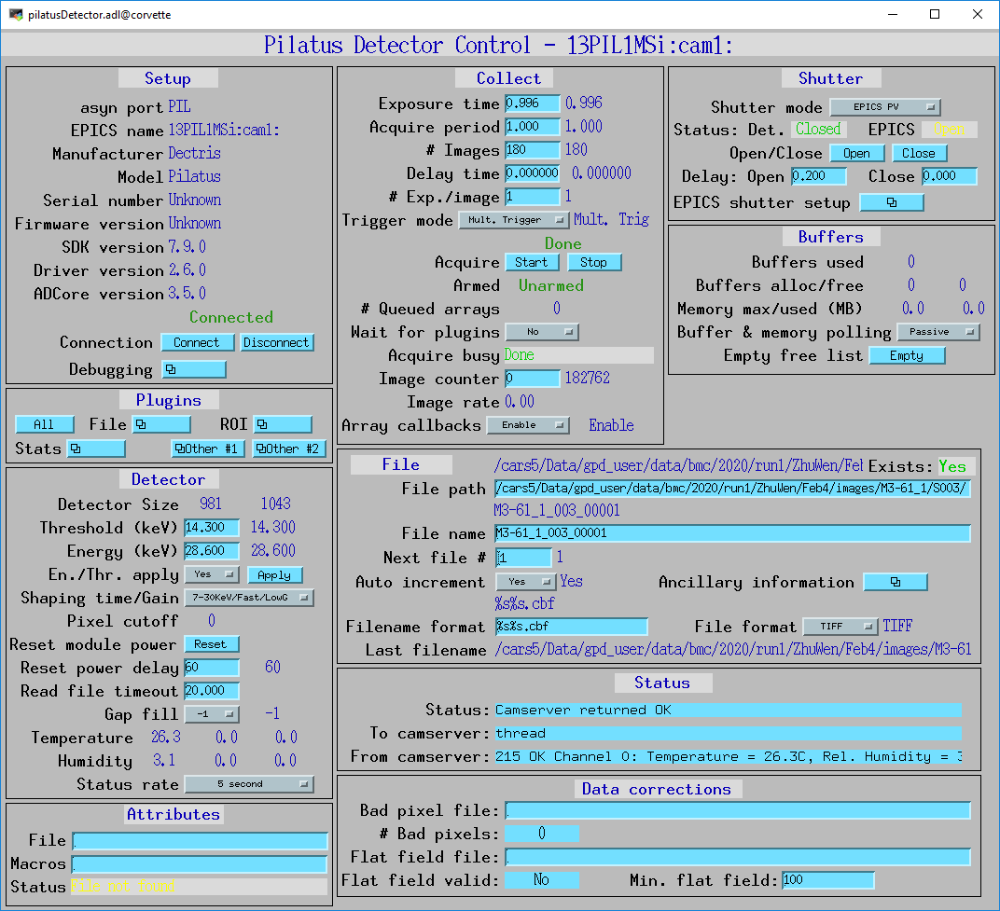 pilatusDetector.adl@corvette
Pilatus Detector Control - 13PIL1MSi:cam1:
Setup
asyn port PIL
EPICS name 13PIL1MSi:cam1:
Manufacturer Dectris
Model Pilatus
Serial number Unknown
Firmware version Unknown
SDK version 7.9.0
Driver version 2.6.0
ADCore version 3.5.0
Connected
Connection Connect Disconnect
Debugging
Plugins
All File ROI
Stats Other #1 Other #2
Detector
Detector Size 981 1043
Threshold (keV) 14.300 14.300
Energy (keV) 28.600 28.600
En./Thr. apply Yes Apply
Shaping time/Gain 7-30KeV/Fast/LowG
Pixel cutoff 0
Reset module power Reset
Reset power delay 60 60
Read file timeout 20.000
Gap fill -1 -1
Temperature 26.3 0.0 0.0
Humidity 3.1 0.0 0.0
Status rate 5 second
Attributes
File
Macros
Status
Collect
Exposure time 0.996 0.996
Acquire period 1.000 1.000
# Images 180 180
Delay time 0.000000 0.000000
# Exp./image 1 1
Trigger mode Mult. Trigger Mult. Trig
Done
Acquire Start Stop
Armed Unarmed
# Queued arrays 0
Wait for plugins No
Acquire busy Done
Image counter 0 182762
Image rate 0.00
Array callbacks Enable Enable
Shutter
Shutter mode EPICS PV
Status: Det. Closed EPICS Open
Open/Close Open Close
Delay: Open 0.200 Close 0.000
EPICS shutter setup
Buffers
Buffers used 0
Buffers alloc/free 0 0
Memory max/used (MB) 0.0 0.0
Buffer & memory polling Passive
Empty free list Empty
File /cars5/Data/gpd_user/data/bmc/2020/run1/ZhuWen/Feb Exists: Yes
File path /cars5/Data/gpd_user/data/bmc/2020/run1/ZhuWen/Feb4/images/M3-61_1/S003/
M3-61_1_003_00001
File name M3-61_1_003_00001
Next file # 1 1
Auto increment Yes Yes Ancillary information
%s%s.cbf
Filename format %s%s.cbf File format TIFF TIFF
Last filename /cars5/Data/gpd_user/data/bmc/2020/run1/ZhuWen/Feb4/images/M3-61
Status
Status: Camserver returned OK
To camserver: thread
From camserver: 215 OK Channel 0: Temperature = 26.3C, Rel. Humidity = 3
Data corrections
Bad pixel file:
# Bad pixels: 0
Flat field file:
Flat field valid: No Min. flat field: 100